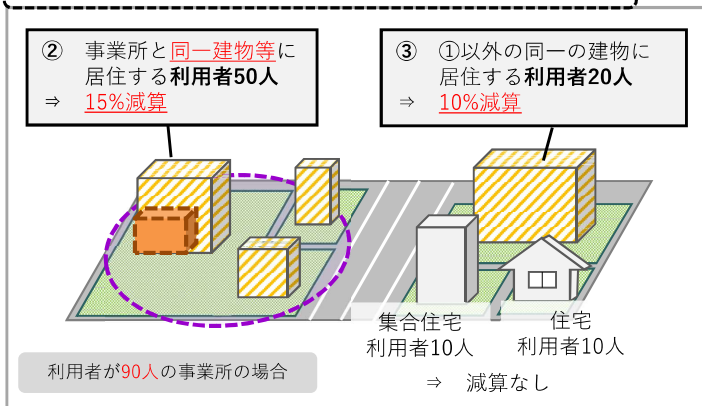 ② 事業所と同一建物等に
居住する利用者50人
⇒ 15%減算
③ ①以外の同一の建物に
居住する利用者20人
⇒ 10%減算
集合住宅
利用者10人
住宅
利用者10人
⇒ 減算なし
利用者が90人の事業所の場合